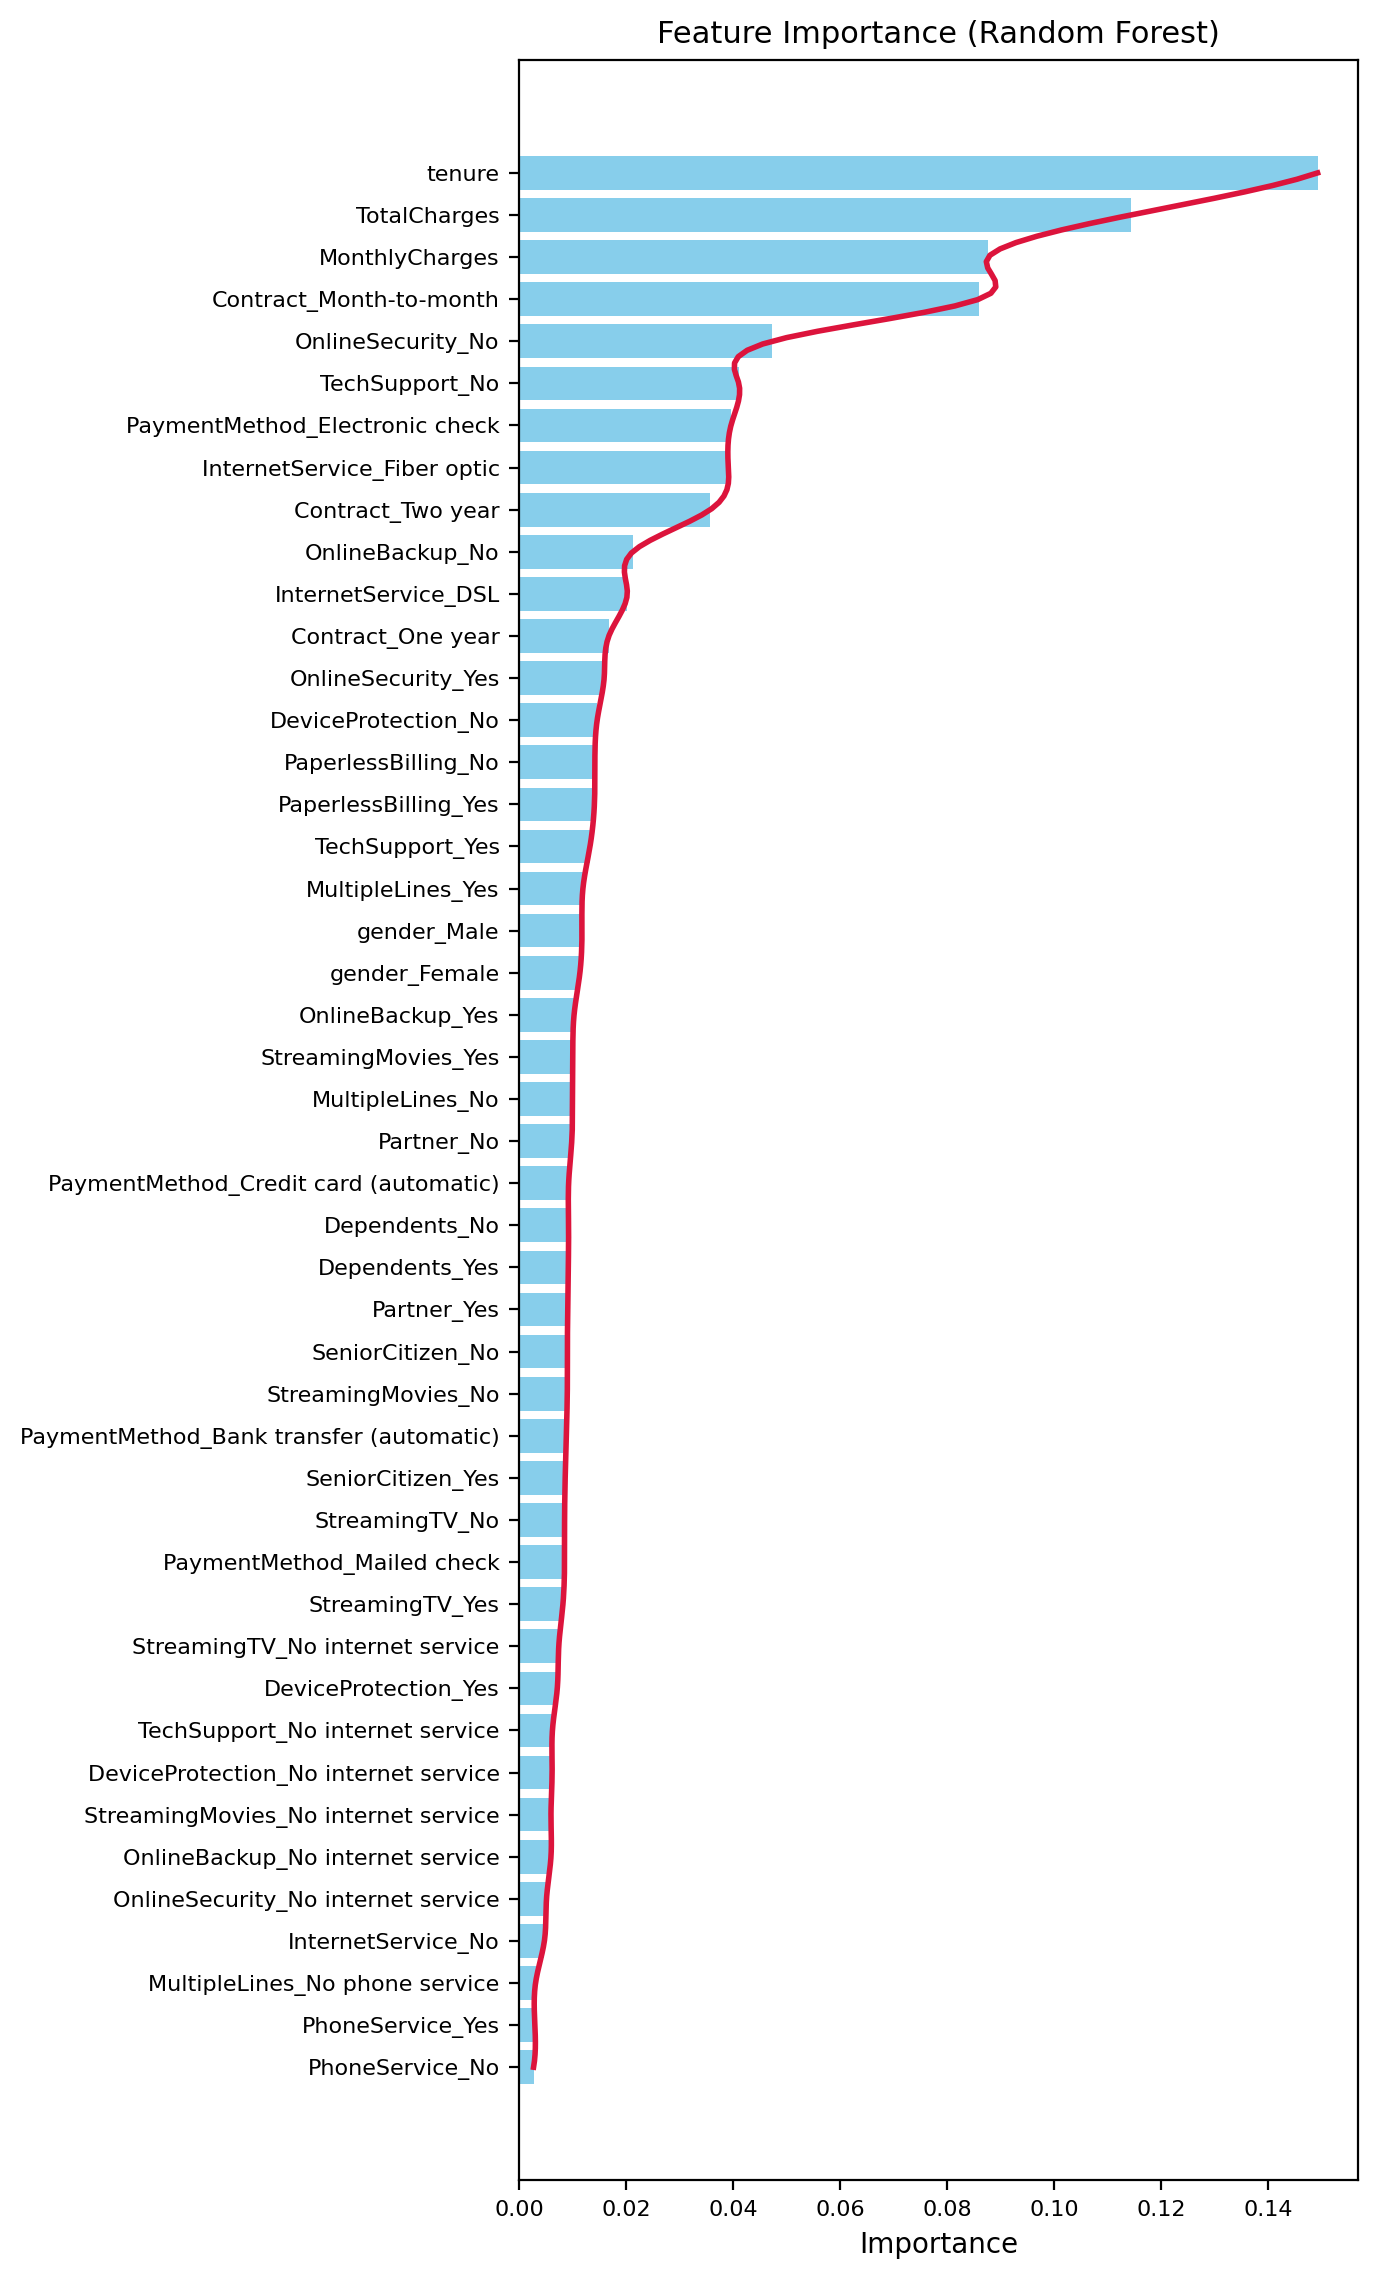 Feature Importance (Random Forest)
tenure
TotalCharges
MonthlyCharges
Contract_Month-to-month
OnlineSecurity_No
TechSupport_No
PaymentMethod_Electronic check
InternetService_Fiber optic
Contract_Two year
OnlineBackup_No
InternetService_DSL
Contract_One year
OnlineSecurity_Yes
DeviceProtection_No
PaperlessBilling_No
PaperlessBilling_Yes
TechSupport_Yes
MultipleLines_Yes
gender_Male
gender_Female
OnlineBackup_Yes
StreamingMovies_Yes
MultipleLines_No
Partner_No
PaymentMethod_Credit card (automatic)
Dependents_No
Dependents_Yes
Partner_Yes
SeniorCitizen_No
StreamingMovies_No
PaymentMethod_Bank transfer (automatic)
SeniorCitizen_Yes
StreamingTV_No
PaymentMethod_Mailed check
StreamingTV_Yes
StreamingTV_No internet service
DeviceProtection_Yes
TechSupport_No internet service
DeviceProtection_No internet service
StreamingMovies_No internet service
OnlineBackup_No internet service
OnlineSecurity_No internet service
InternetService_No
MultipleLines_No phone service
PhoneService_Yes
PhoneService_No
0.00 0.02 0.04 0.06 0.08 0.10 0.12 0.14
Importance